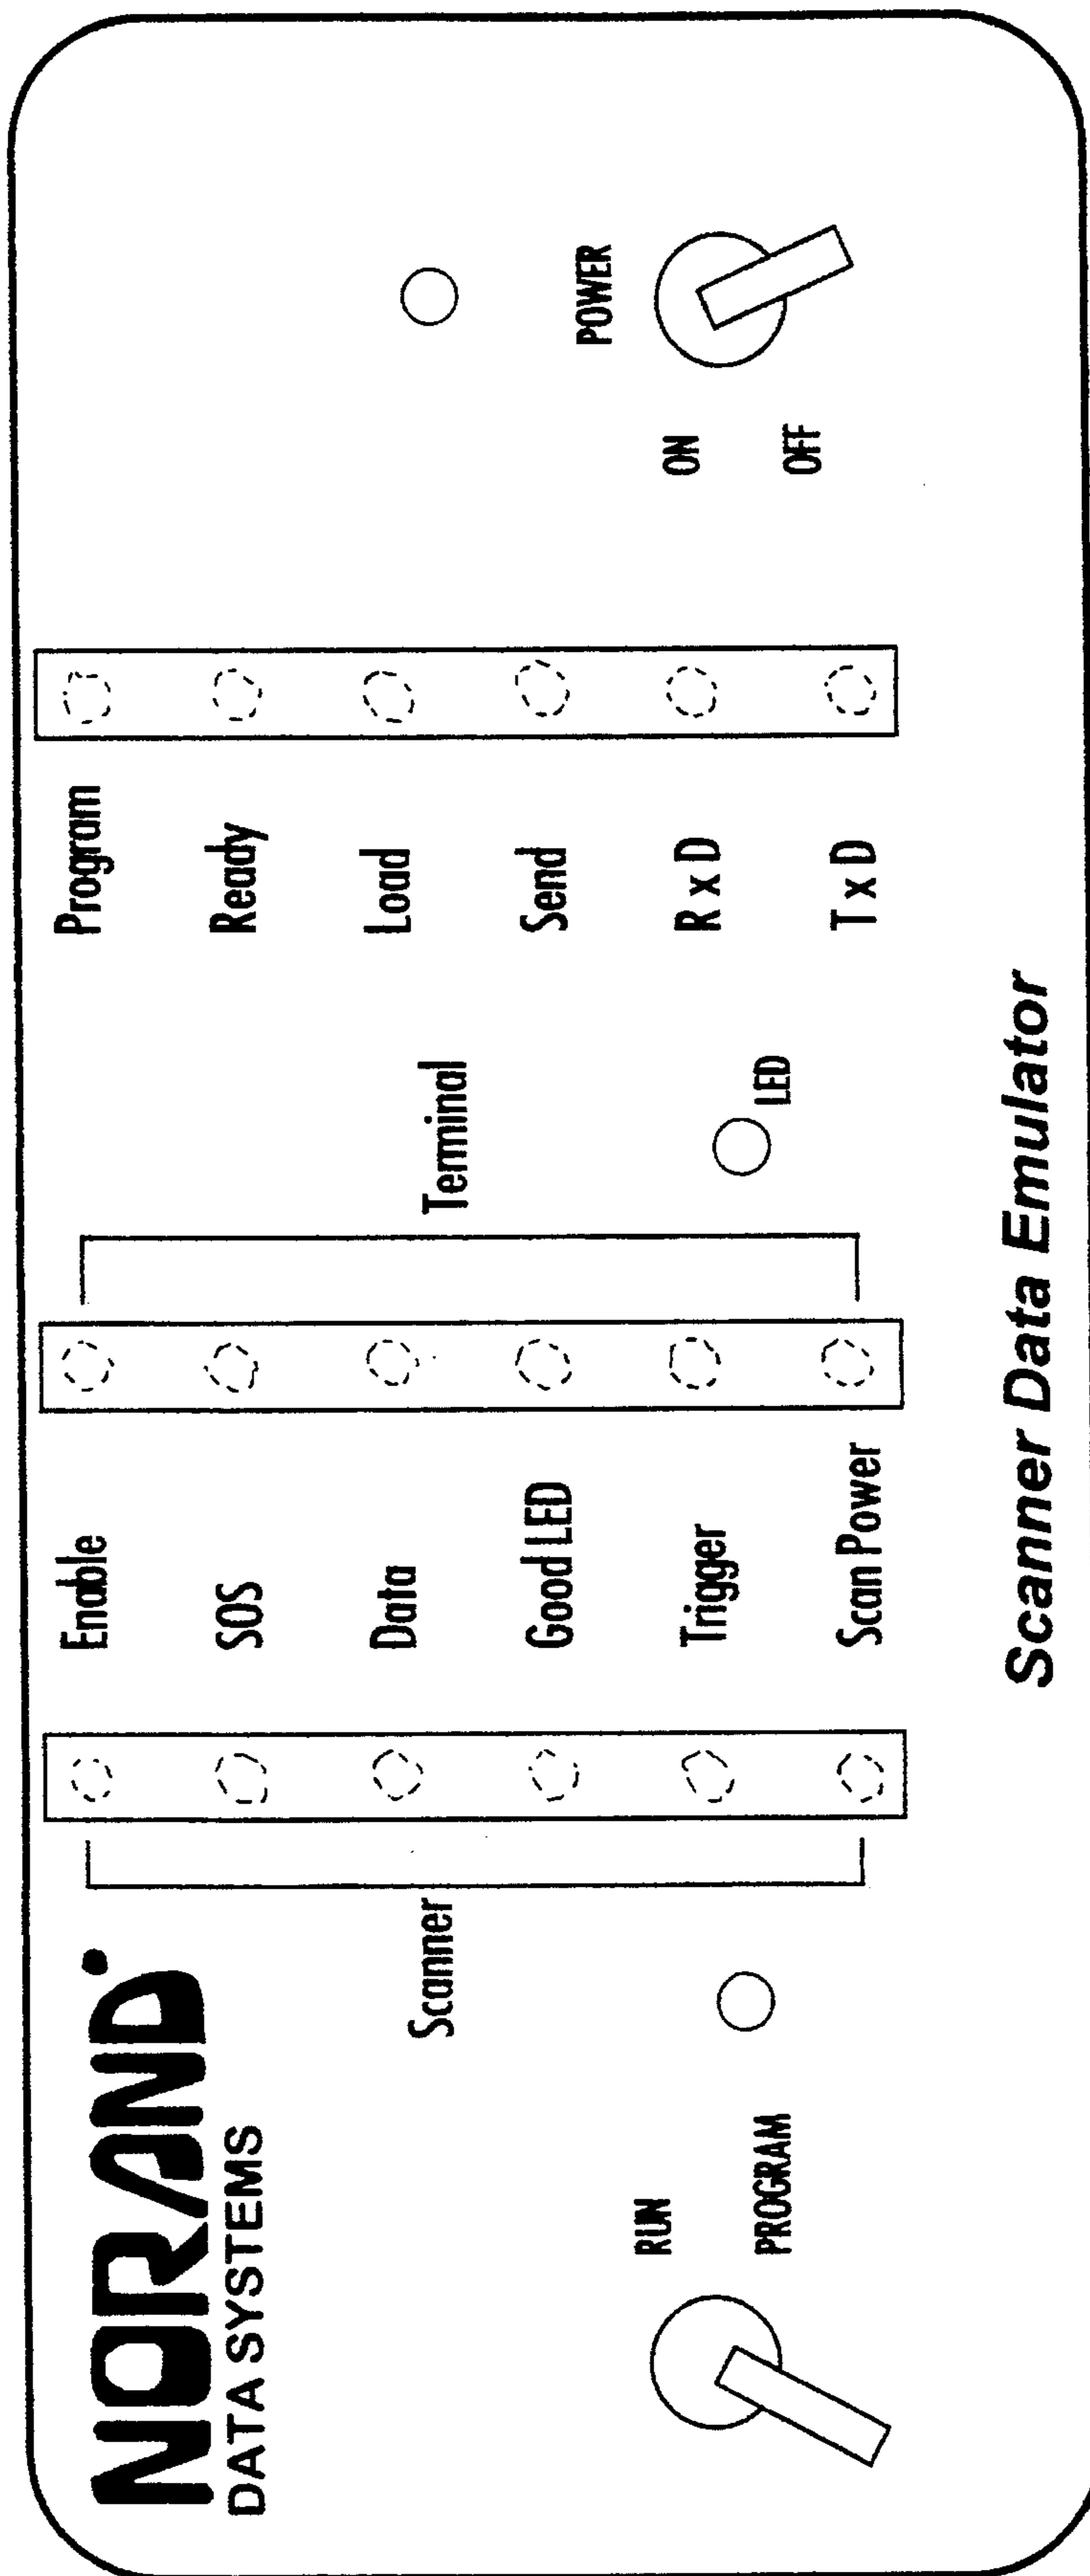 NORAND
DATA SYSTEMS
Scanner
Enable
SOS
Data
Good LED
Trigger
Scan Power
Terminal
Program
Ready
Load
Send
R x D
T x D
RUN
PROGRAM
LED
POWER
ON
OFF
Scanner Data Emulator